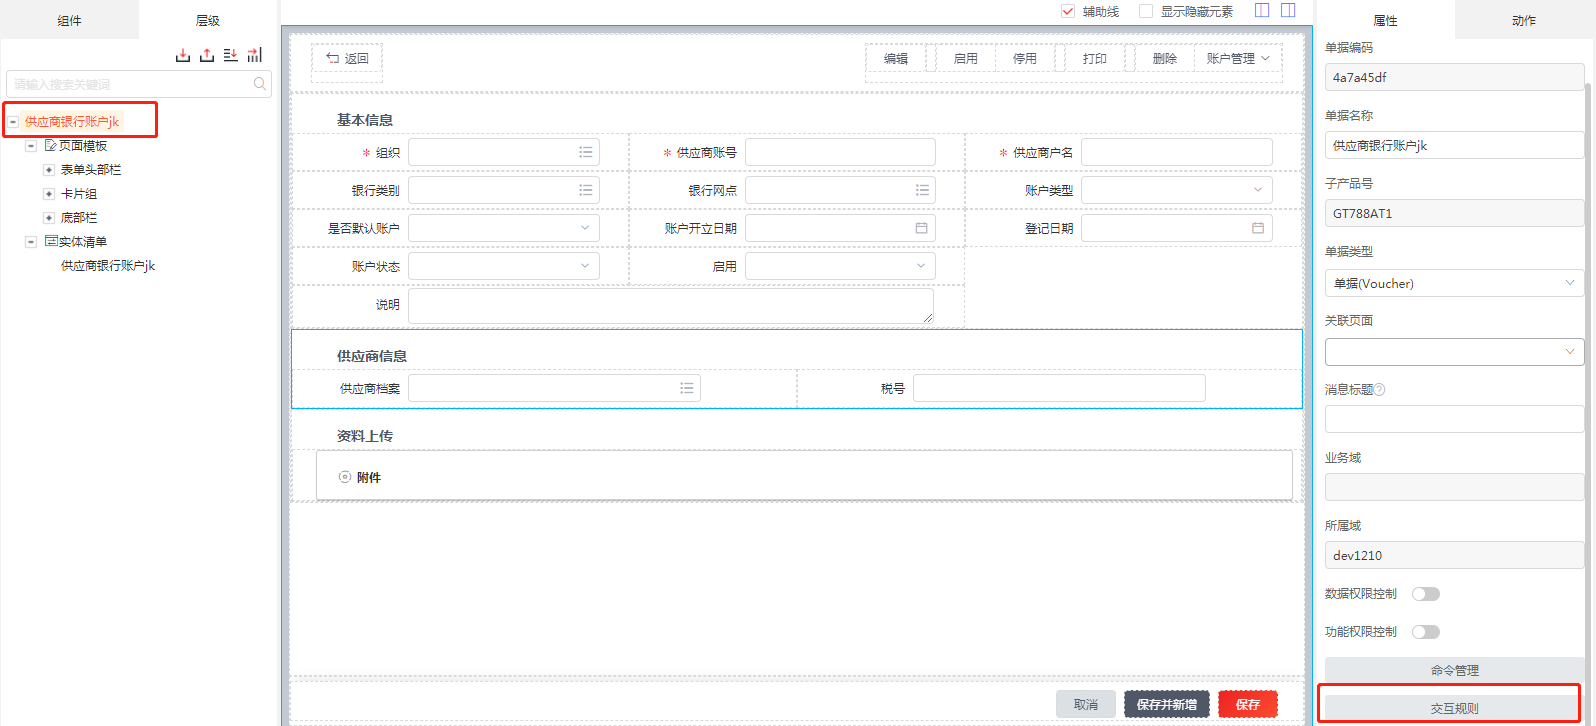 组件
层级
请输入搜索关键词
供应商银行账户jk
页面模板
表单头部栏
卡片组
底部栏
实体清单
供应商银行账户jk
辅助线
显示隐藏元素
返回
编辑
启用
停用
打印
删除
账户管理
基本信息
* 组织
* 供应商账号
* 供应商户名
银行类别
银行网点
账户类型
是否默认账户
账户开立日期
登记日期
账户状态
启用
说明
供应商信息
供应商档案
税号
资料上传
附件
取消
保存并新增
保存
属性
动作
单据编码
4a7a45df
单据名称
供应商银行账户jk
子产品号
GT788AT1
单据类型
单据(Voucher)
关联页面
消息标题
业务域
所属域
dev1210
数据权限控制
功能权限控制
命令管理
交互规则